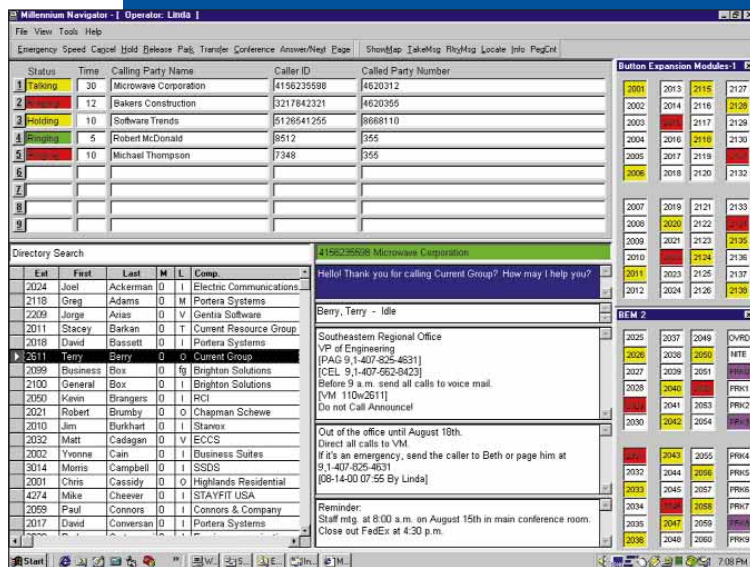 Millennium Navigator - [ Operator: Linda ]
File View Tools Help
Emergency Speed Cancel Hold Release Park Transfer Conference Answer/Next Page ShowMap TakeMsg RlryMsg Locate Info PegCnt
Status Time Calling Party Name Caller ID Called Party Number
1 Talking 30 Microwave Corporation 4156235598 4620312
2 12 Bakers Construction 3217842321 4620355
3 Holding 10 Software Trends 5126541255 8668110
4 Ringing 5 Robert McDonald 8512 355
5 10 Michael Thompson 7348 355
6
7
8
9
Directory Search
Ext First Last M L Comp.
2024 Joel Ackerman 0 I Electric Communications
2118 Greg Adams 0 M Portera Systems
2209 Jorge Arias 0 V Gentia Software
2011 Stacey Barkan 0 T Current Resource Group
2018 David Bassett 0 I Portera Systems
2611 Terry Berry 0 O Current Group
2099 Business Box 0 fg Brighton Solutions
2100 General Box 0 I Brighton Solutions
2050 Kevin Brangers 0 I RCI
2021 Robert Brumby 0 O Chapman Schewe
2010 Jim Burkhart 0 I Starvox
2032 Matt Cadagan 0 V ECCS
2002 Yvonne Cain 0 I Business Suites
3014 Morris Campbell 0 I SSDS
2001 Chris Cassidy 0 O Highlands Residential
4274 Mike Cheever 0 I STAYFIT USA
2059 Paul Connors 0 I Connors & Company
2017 David Conversan 0 I Portera Systems
4156235598 Microwave Corporation
Hello! Thank you for calling Current Group? How may I help you?
Berry, Terry - Idle
Southeastern Regional Office
VP of Engineering
[PAG 9,1-407-825-4631]
[CEL 9,1-407-562-8423]
Before 9 a.m. send all calls to voice mail.
[VM 110w2611]
Do not Call Announce!
Out of the office until August 18th.
Direct all calls to VM.
If it's an emergency, send the caller to Beth or page him at
9,1-407-825-4631
[08-14-00 07:55 By Linda]
Reminder:
Staff mtg. at 8:00 a.m. on August 15th in main conference room.
Close out FedEx at 4:30 p.m.
Button Expansion Modules-1
2001 2013 2115 2127
2002 2014 2116 2128
2003 2117 2129
2004 2016 2118 2130
2005 2017 2119
2006 2018 2120 2132
2007 2019 2121 2133
2008 2020 2122
2009 2021 2123 2135
2010 2124 2136
2011 2023 2125 2137
2012 2024 2126 2138
BEM 2
2025 2037 2049 OVRD
2026 2038 2050 NITE
2027 2039 2051
2028 2040 PRK1
2041 2053 PRK2
2030 2042 2054
2043 2055 PRK4
2032 2044 2056 PRK5
2033 2045 2057 PRK6
2034 2058 PRK7
2035 2047 2059
2036 2048 2060 PRK9
Start 7:08 PM